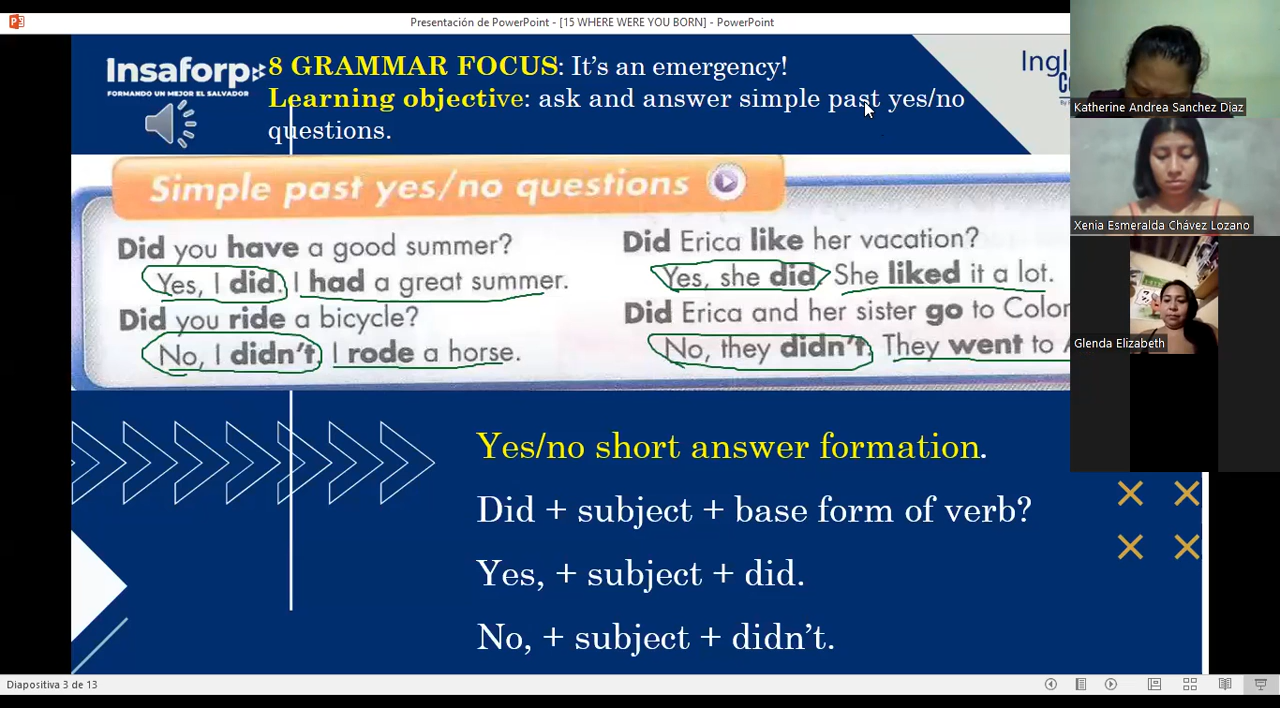 Presentación de PowerPoint - [15 WHERE WERE YOU BORN] - PowerPoint
Insaforp
FORMANDO UN MEJOR EL SALVADOR
8 GRAMMAR FOCUS: It's an emergency!
Learning objective: ask and answer simple past yes/no
questions.
Simple past yes/no questions
Did you have a good summer?
Yes, I did. I had a great summer.
Did you ride a bicycle?
No, I didn't. I rode a horse.
Did Erica like her vacation?
Yes, she did. She liked it a lot.
Did Erica and her sister go to
No, they didn't. They went to
Yes/no short answer formation.
Did + subject + base form of verb?
Yes, + subject + did.
No, + subject + didn't.
Katherine Andrea Sanchez Diaz
Xenia Esmeralda Chávez Lozano
Glenda Elizabeth
Diapositiva 3 de 13